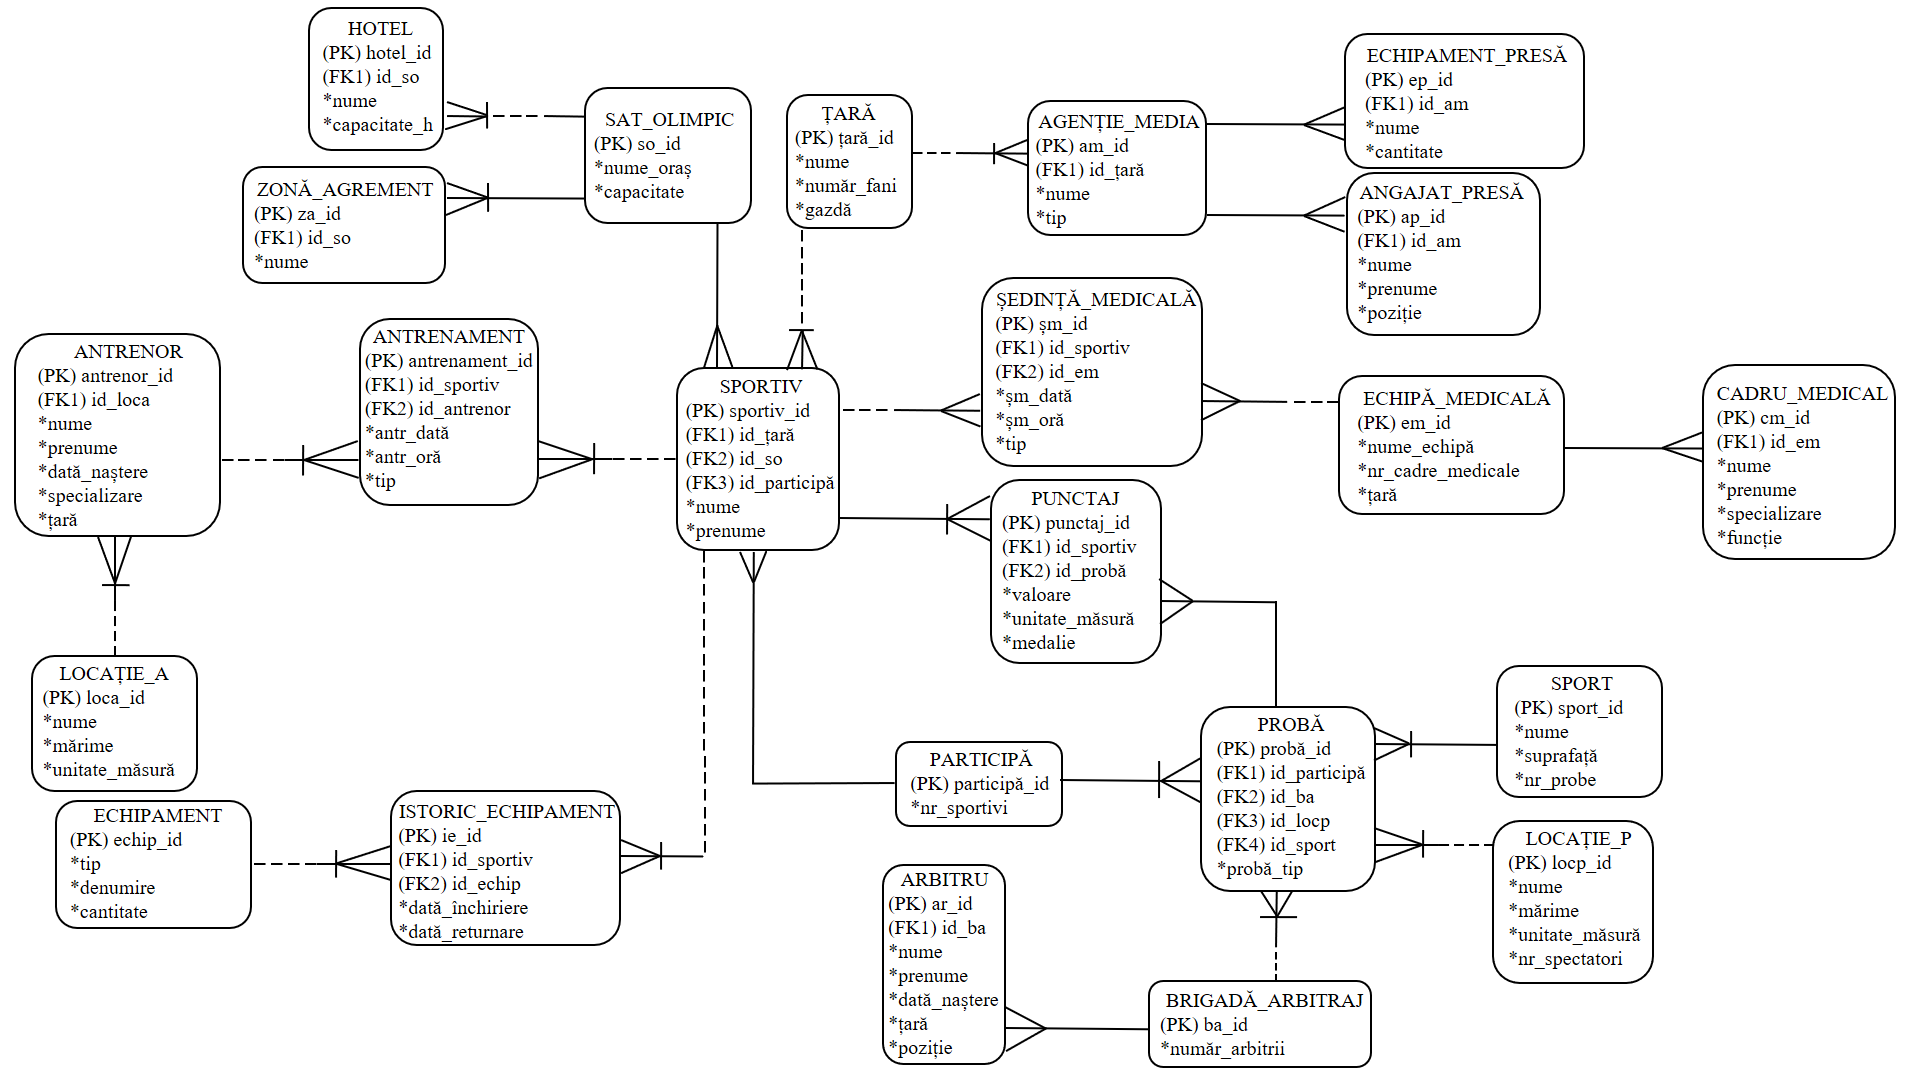 HOTEL
(PK) hotel_id
(FK1) id_so
*nume
*capacitate_h
ZONĂ_AGREMENT
(PK) za_id
(FK1) id_so
*nume
SAT_OLIMPIC
(PK) so_id
*nume_oraș
*capacitate
ȚARĂ
(PK) țară_id
*nume
*număr_fani
*gazdă
AGENȚIE_MEDIA
(PK) am_id
(FK1) id_țară
*nume
*tip
ECHIPAMENT_PRESĂ
(PK) ep_id
(FK1) id_am
*nume
*cantitate
ANGAJAT_PRESĂ
(PK) ap_id
(FK1) id_am
*nume
*prenume
*poziție
ANTRENOR
(PK) antrenor_id
(FK1) id_loca
*nume
*prenume
*dată_naștere
*specializare
*țară
ANTRENAMENT
(PK) antrenament_id
(FK1) id_sportiv
(FK2) id_antrenor
*antr_dată
*antr_oră
*tip
SPORTIV
(PK) sportiv_id
(FK1) id_țară
(FK2) id_so
(FK3) id_participă
*nume
*prenume
ȘEDINȚĂ_MEDICALĂ
(PK) șm_id
(FK1) id_sportiv
(FK2) id_em
*șm_dată
*șm_oră
*tip
ECHIPĂ_MEDICALĂ
(PK) em_id
*nume_echipă
*nr_cadre_medicale
*țară
CADRU_MEDICAL
(PK) cm_id
(FK1) id_em
*nume
*prenume
*specializare
*funcție
PUNCTAJ
(PK) punctaj_id
(FK1) id_sportiv
(FK2) id_probă
*valoare
*unitate_măsură
*medalie
LOCAȚIE_A
(PK) loca_id
*nume
*mărime
*unitate_măsură
ECHIPAMENT
(PK) echip_id
*tip
*denumire
*cantitate
ISTORIC_ECHIPAMENT
(PK) ie_id
(FK1) id_sportiv
(FK2) id_echip
*dată_închiriere
*dată_returnare
PARTICIPĂ
(PK) participă_id
*nr_sportivi
PROBĂ
(PK) probă_id
(FK1) id_participă
(FK2) id_ba
(FK3) id_locp
(FK4) id_sport
*probă_tip
SPORT
(PK) sport_id
*nume
*suprafață
*nr_probe
LOCAȚIE_P
(PK) locp_id
*nume
*mărime
*unitate_măsură
*nr_spectatori
ARBITRU
(PK) ar_id
(FK1) id_ba
*nume
*prenume
*dată_naștere
*țară
*poziție
BRIGADĂ_ARBITRAJ
(PK) ba_id
*număr_arbitrii